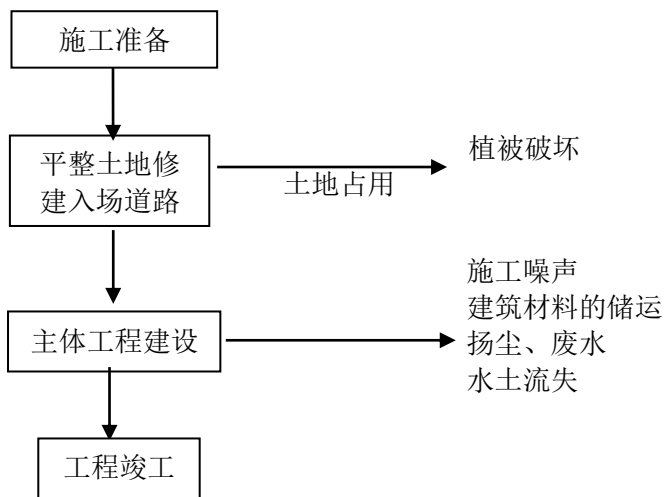 施工准备
平整土地修
建入场道路
土地占用
植被破坏
主体工程建设
施工噪声
建筑材料的储运
扬尘、废水
水土流失
工程竣工